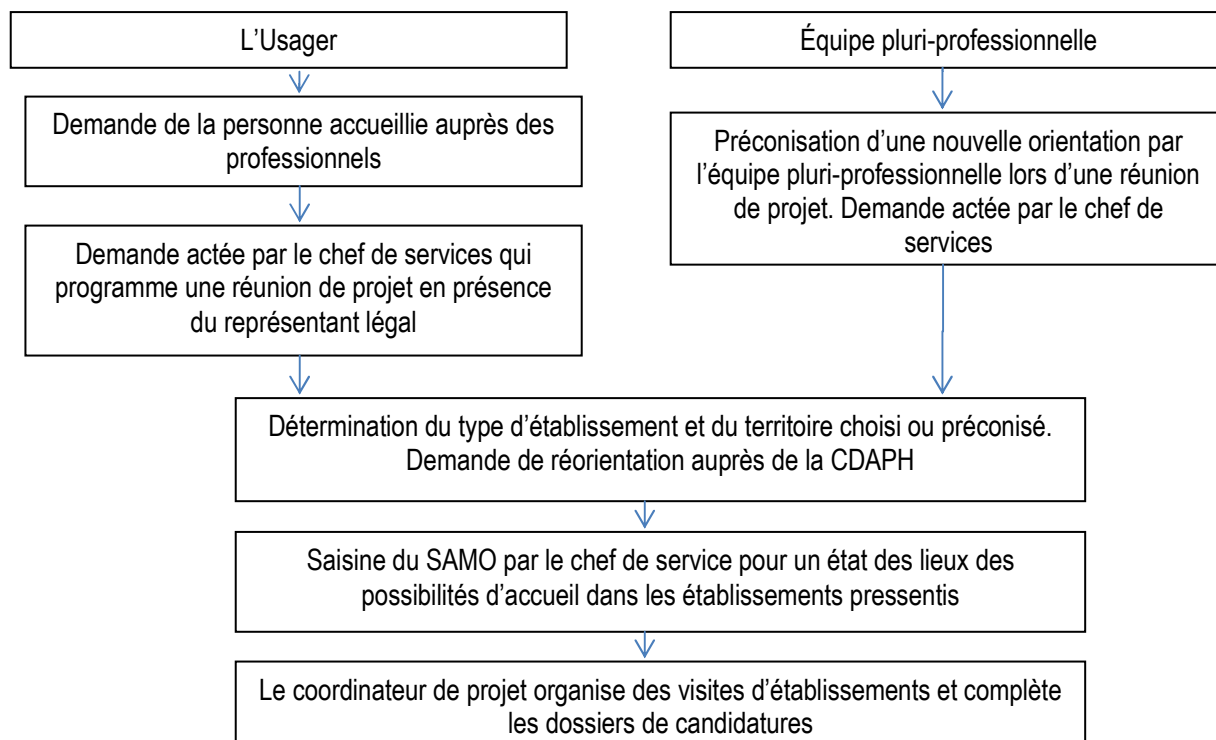 L'Usager
Équipe pluri-professionnelle
Demande de la personne accueillie auprès des
professionnels
Préconisation d'une nouvelle orientation par
l'équipe pluri-professionnelle lors d'une réunion
de projet. Demande actée par le chef de
services
Demande actée par le chef de services qui
programme une réunion de projet en présence
du représentant légal
Détermination du type d'établissement et du territoire choisi ou préconisé.
Demande de réorientation auprès de la CDAPH
Saisine du SAMO par le chef de service pour un état des lieux des
possibilités d'accueil dans les établissements pressentis
Le coordinateur de projet organise des visites d'établissements et complète
les dossiers de candidatures